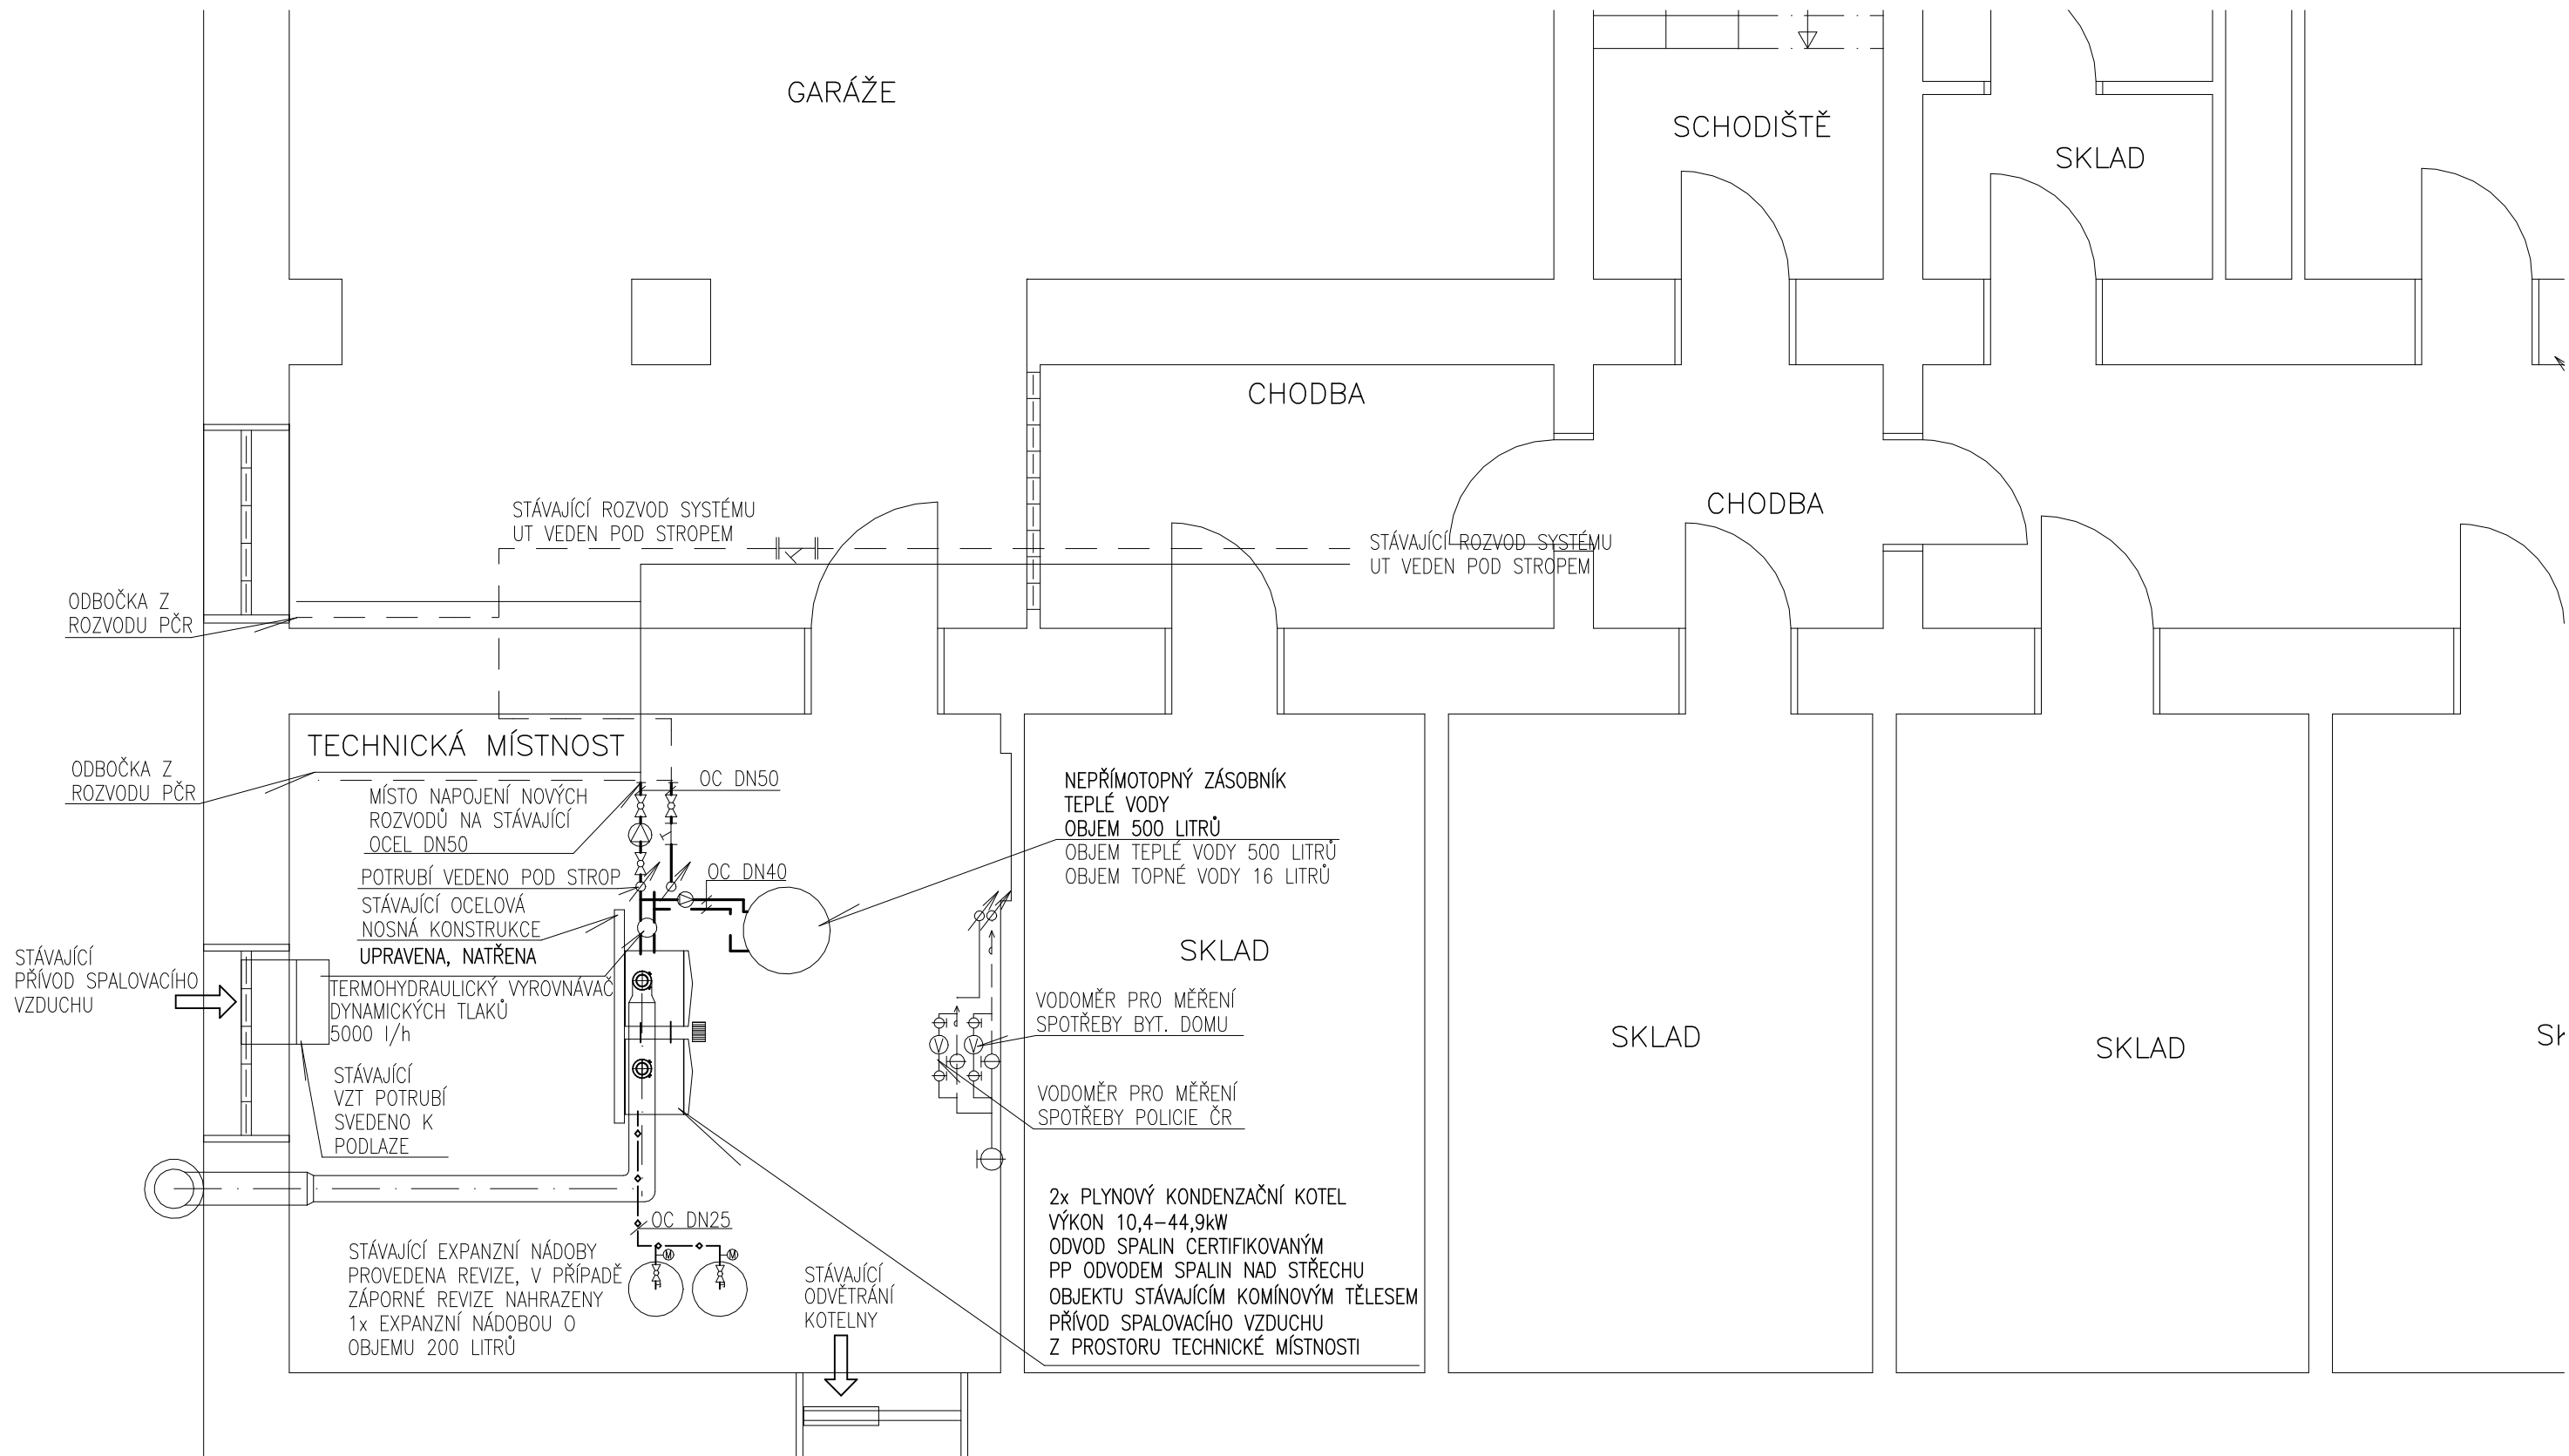 GARÁŽE
SCHODIŠTĚ
SKLAD
CHODBA
CHODBA
STÁVAJÍCÍ ROZVOD SYSTÉMU
UT VEDEN POD STROPEM
STÁVAJÍCÍ ROZVOD SYSTÉMU
UT VEDEN POD STROPEM
ODBOČKA Z
ROZVODU PČR
TECHNICKÁ MÍSTNOST
ODBOČKA Z
ROZVODU PČR
OC DN50
MÍSTO NAPOJENÍ NOVÝCH
ROZVODŮ NA STÁVAJÍCÍ
OCEL DN50
POTRUBÍ VEDENO POD STROP
OC DN40
STÁVAJÍCÍ OCELOVÁ
NOSNÁ KONSTRUKCE
UPRAVENA, NATŘENA
NEPŘÍMOTOPNÝ ZÁSOBNÍK
TEPLÉ VODY
OBJEM 500 LITRŮ
OBJEM TEPLÉ VODY 500 LITRŮ
OBJEM TOPNÉ VODY 16 LITRŮ
SKLAD
STÁVAJÍCÍ
PŘÍVOD SPALOVACÍHO
VZDUCHU
TERMOHYDRAULICKÝ VYROVNÁVAČ
DYNAMICKÝCH TLAKŮ
5000 l/h
VODOMĚR PRO MĚŘENÍ
SPOTŘEBY BYT. DOMU
V
V
SKLAD
SKLAD
SK
STÁVAJÍCÍ
VZT POTRUBÍ
SVEDENO K
PODLAZE
VODOMĚR PRO MĚŘENÍ
SPOTŘEBY POLICIE ČR
OC DN25
M
M
STÁVAJÍCÍ EXPANZNÍ NÁDOBY
PROVEDENA REVIZE, V PŘÍPADĚ
ZÁPORNÉ REVIZE NAHRAZENY
1x EXPANZNÍ NÁDOBOU O
OBJEMU 200 LITRŮ
STÁVAJÍCÍ
ODVĚTRÁNÍ
KOTELNY
2x PLYNOVÝ KONDENZAČNÍ KOTEL
VÝKON 10,4–44,9kW
ODVOD SPALIN CERTIFIKOVANÝM
PP ODVODEM SPALIN NAD STŘECHU
OBJEKTU STÁVAJÍCÍM KOMÍNOVÝM TĚLESEM
PŘÍVOD SPALOVACÍHO VZDUCHU
Z PROSTORU TECHNICKÉ MÍSTNOSTI